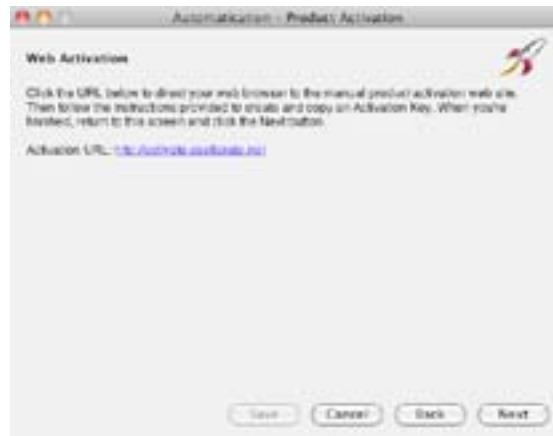 Product Activation
Web Activation
Click the URL below to direct your web browser to the manual product activation web site.
Then follow the instructions provided to create and copy an Activation Key. When you're
finished, return to this screen and click the Next button.
Activation URL:
Save Cancel Back Next